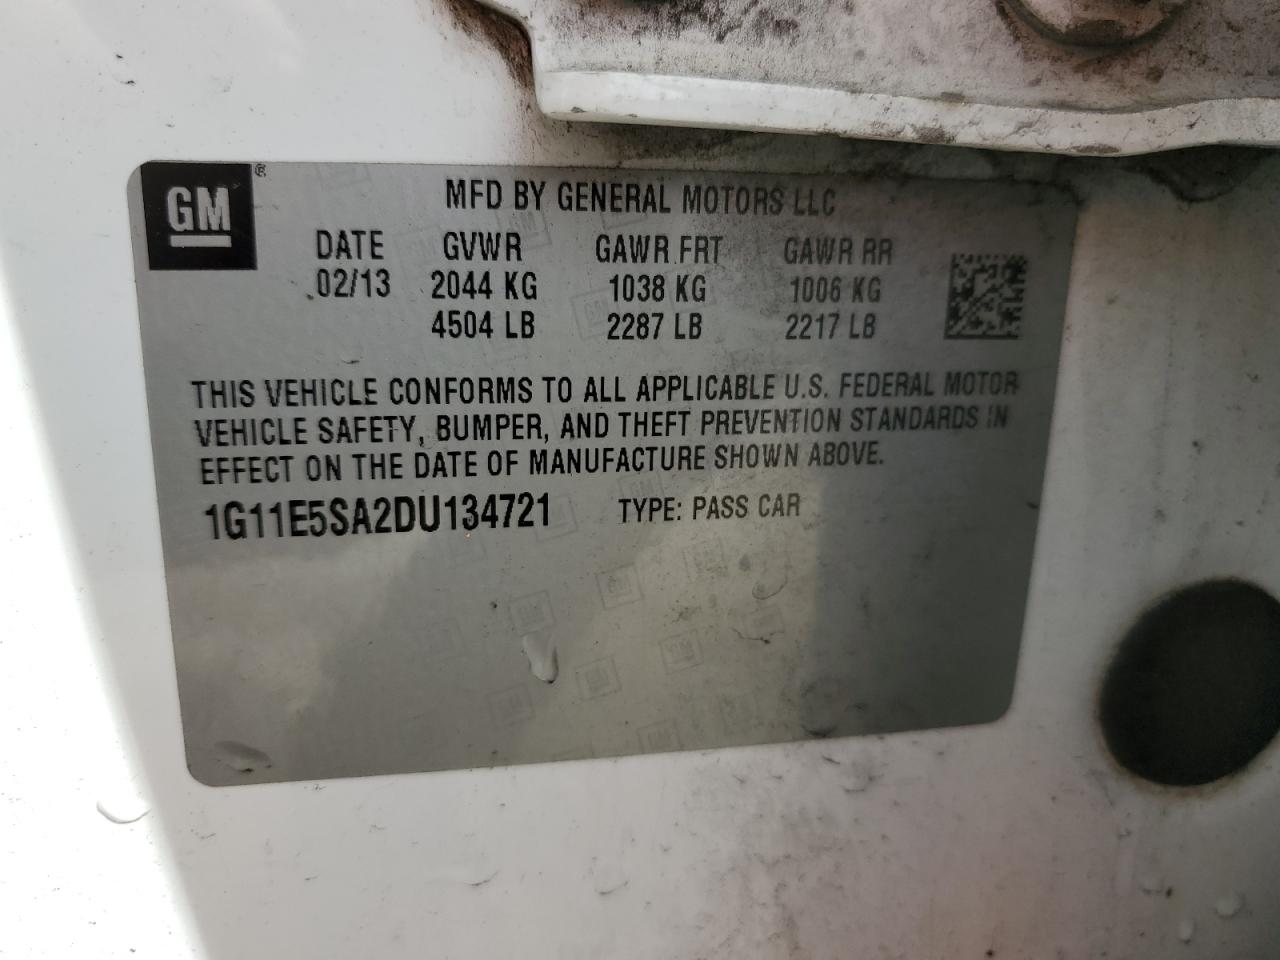 GM ®
MFD BY GENERAL MOTORS LLC
DATE GVWR GAWR FRT GAWR RR
02/13 2044 KG 1038 KG 1006 KG
4504 LB 2287 LB 2217 LB
THIS VEHICLE CONFORMS TO ALL APPLICABLE U.S. FEDERAL MOTOR
VEHICLE SAFETY, BUMPER, AND THEFT PREVENTION STANDARDS IN
EFFECT ON THE DATE OF MANUFACTURE SHOWN ABOVE.
1G11E5SA2DU134721 TYPE: PASS CAR